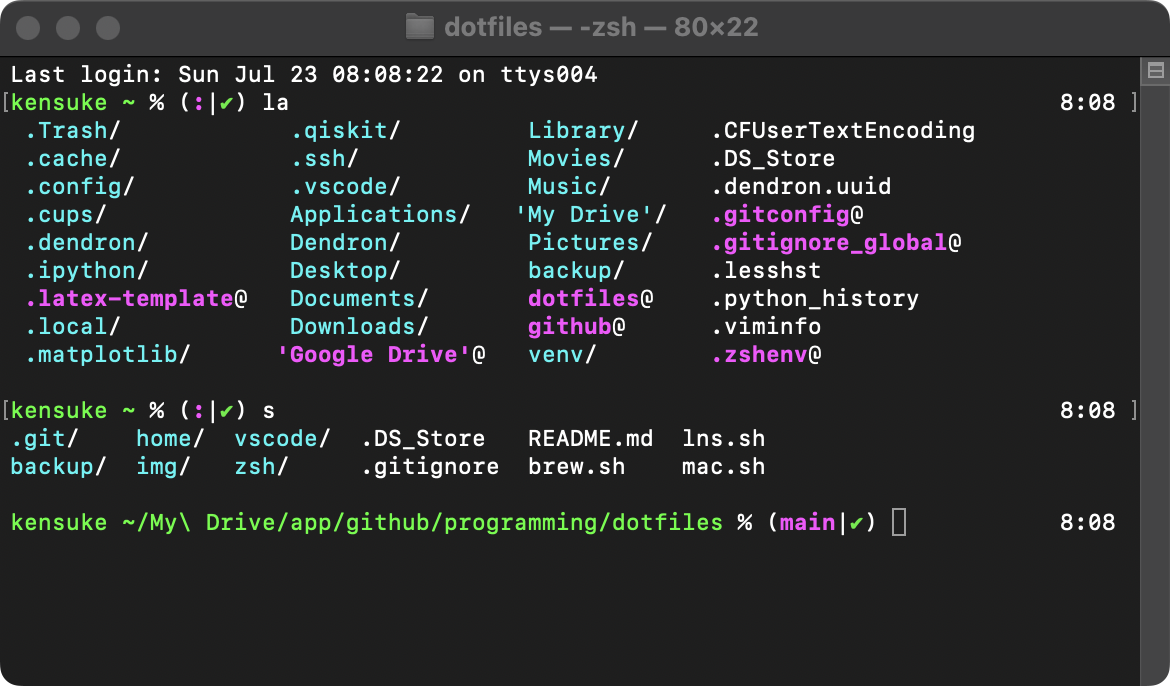 dotfiles — -zsh — 80×22
Last login: Sun Jul 23 08:08:22 on ttys004
[kensuke ~ % (:|✔) la 8:08 ]
.Trash/ .qiskit/ Library/ .CFUserTextEncoding
.cache/ .ssh/ Movies/ .DS_Store
.config/ .vscode/ Music/ .dendron.uuid
.cups/ Applications/ 'My Drive'/ .gitconfig@
.dendron/ Dendron/ Pictures/ .gitignore_global@
.ipython/ Desktop/ backup/ .lesshst
.latex-template@ Documents/ dotfiles@ .python_history
.local/ Downloads/ github@ .viminfo
.matplotlib/ 'Google Drive'@ venv/ .zshenv@
[kensuke ~ % (:|✔) s 8:08 ]
.git/ home/ vscode/ .DS_Store README.md lns.sh
backup/ img/ zsh/ .gitignore brew.sh mac.sh
kensuke ~/My\ Drive/app/github/programming/dotfiles % (main|✔) 8:08